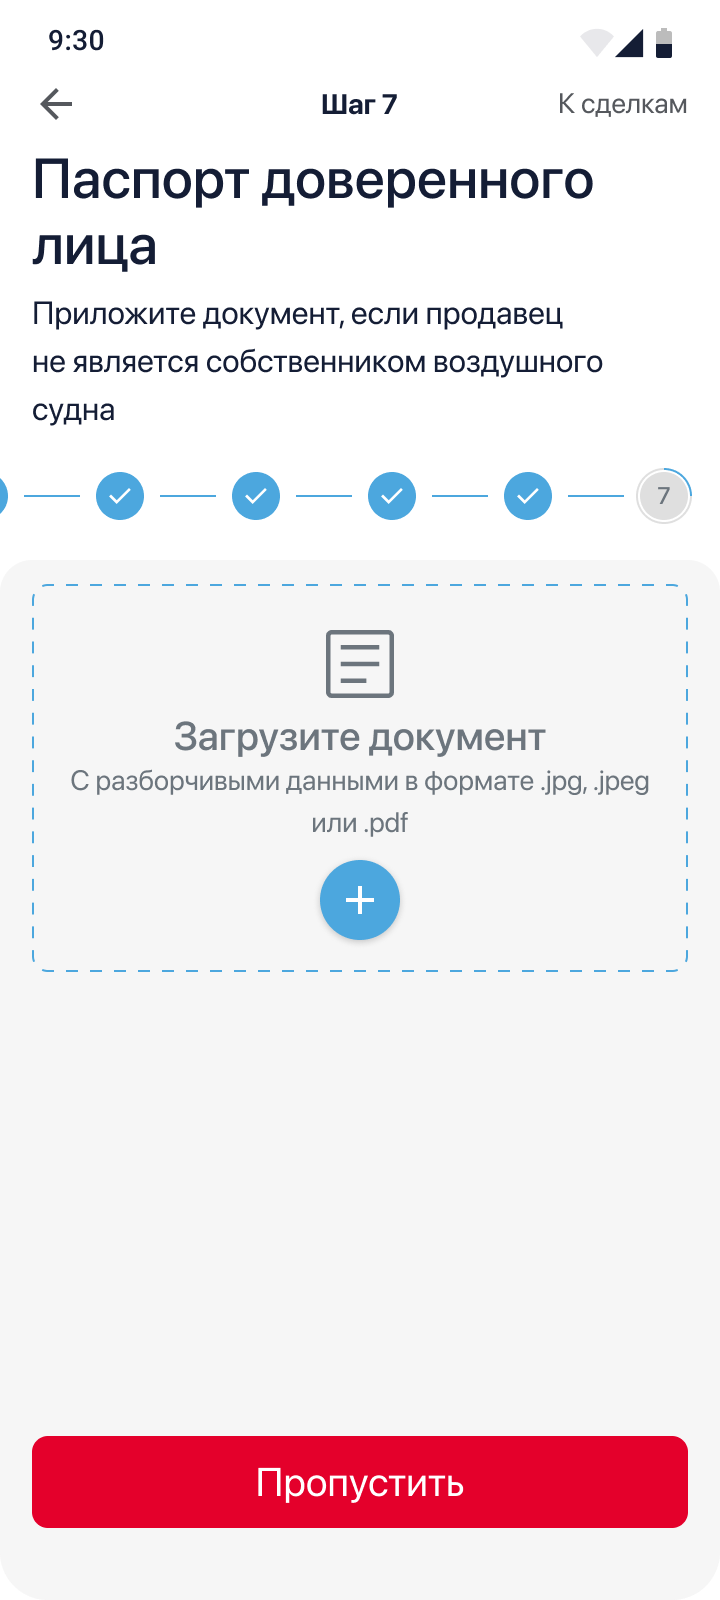 9:30
Шаг 7
К сделкам
Паспорт доверенного
лица
Приложите документ, если продавец
не является собственником воздушного
судна
7
Загрузите документ
С разборчивыми данными в формате .jpg, .jpeg
или .pdf
Пропустить